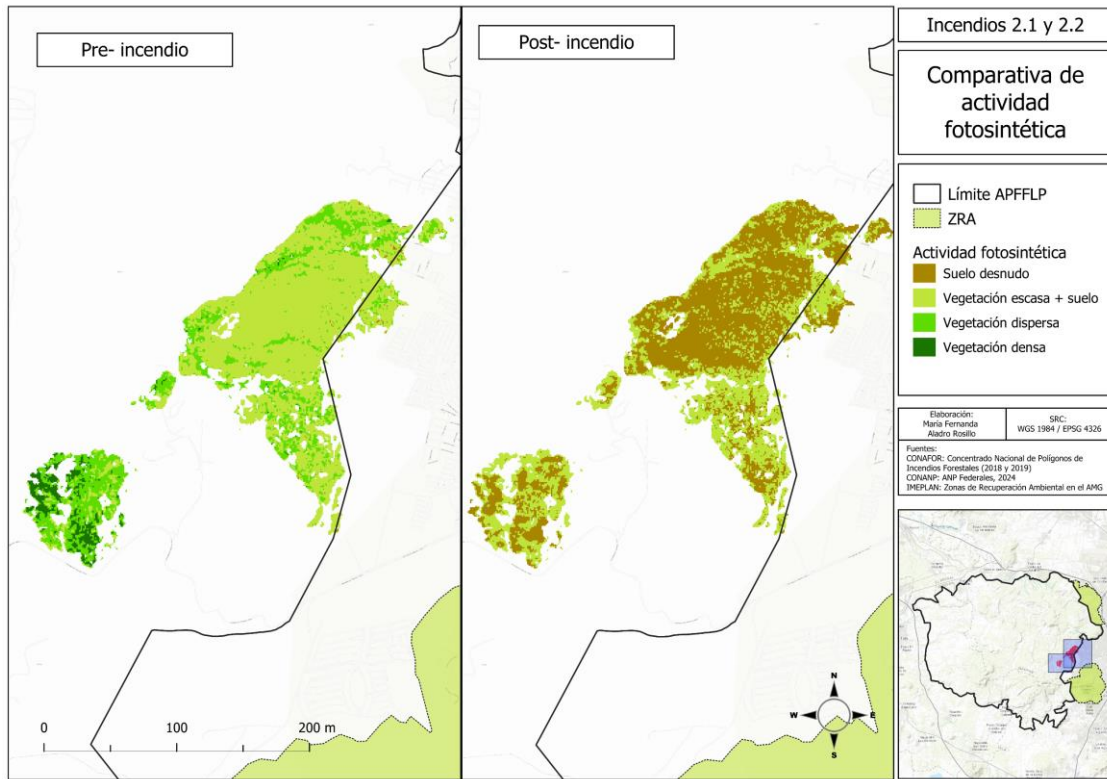 Pre- incendio
Post- incendio
Incendios 2.1 y 2.2
Comparativa de
actividad
fotosintética
Límite APFFLP
ZRA
Actividad fotosintética
Suelo desnudo
Vegetación escasa + suelo
Vegetación dispersa
Vegetación densa
Elaboración:
María Fernanda
Aladro Rosillo
SRC:
WGS 1984 / EPSG 4326
Fuentes:
CONAFOR: Concentrado Nacional de Polígonos de
Incendios Forestales (2018 y 2019)
CONANP: ANP Federales, 2024
IMEPLAN: Zonas de Recuperación Ambiental en el AMG
0 100 200 m
N
W E
S